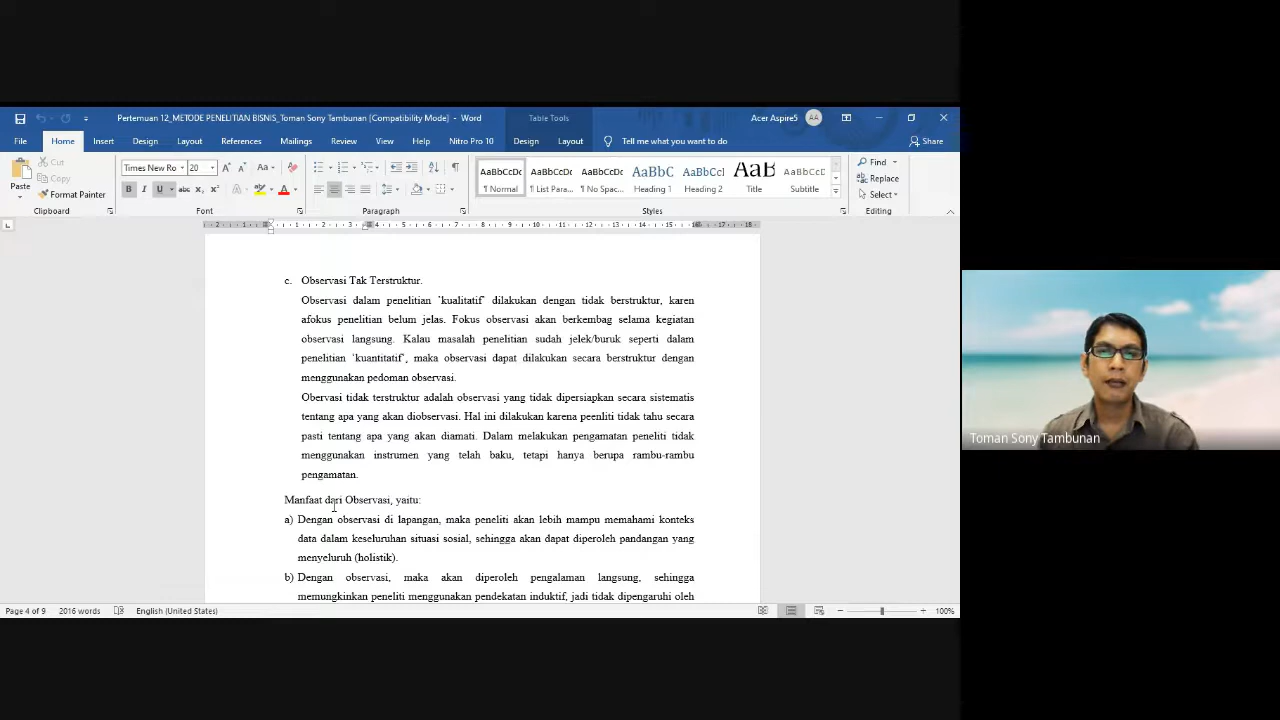 Pertemuan 12_METODE PENELITIAN BISNIS_Toman Sony Tambunan [Compatibility Mode] - Word
Table Tools
Acer Aspire5
AA
File Home Insert Design Layout References Mailings Review View Help Nitro Pro 10 Design Layout Tell me what you want to do Share
Paste
Cut
Copy
Format Painter
Clipboard
Times New Ro 20
Font
Paragraph
AaBbCcDc AaBbCcDc AaBbCcDc AaBbC AaBbCcI AaB AaBbCcD
¶ Normal ¶ List Para... ¶ No Spac... Heading 1 Heading 2 Title Subtitle
Styles
Find
Replace
Select
Editing
c. Observasi Tak Terstruktur.
Observasi dalam penelitian 'kualitatif' dilakukan dengan tidak berstruktur, karen
afokus penelitian belum jelas. Fokus observasi akan berkembang selama kegiatan
observasi langsung. Kalau masalah penelitian sudah jelek/buruk seperti dalam
penelitian 'kuantitatif', maka observasi dapat dilakukan secara berstruktur dengan
menggunakan pedoman observasi.
Obervasi tidak terstruktur adalah observasi yang tidak dipersiapkan secara sistematis
tentang apa yang akan diobservasi. Hal ini dilakukan karena peenliti tidak tahu secara
pasti tentang apa yang akan diamati. Dalam melakukan pengamatan peneliti tidak
menggunakan instrumen yang telah baku, tetapi hanya berupa rambu-rambu
pengamatan.
Manfaat dari Observasi, yaitu:
a) Dengan observasi di lapangan, maka peneliti akan lebih mampu memahami konteks
data dalam keseluruhan situasi sosial, sehingga akan dapat diperoleh pandangan yang
menyeluruh (holistik).
b) Dengan observasi, maka akan diperoleh pengalaman langsung, sehingga
memungkinkan peneliti menggunakan pendekatan induktif, jadi tidak dipengaruhi oleh
Page 4 of 9 2016 words English (United States) 100%
Toman Sony Tambunan